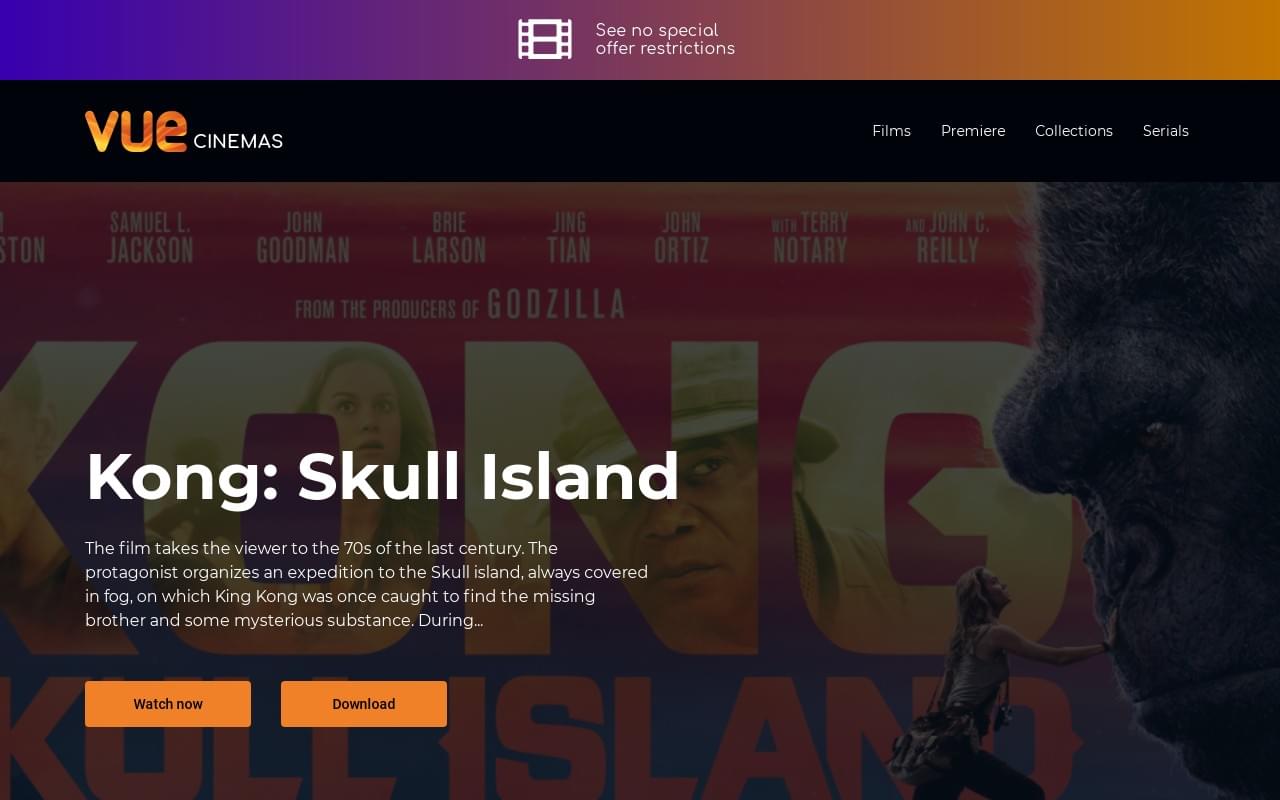 See no special
offer restrictions
vue CINEMAS
Films Premiere Collections Serials
SAMUEL L. JOHN BRIE JING JOHN WITH TERRY AND JOHN C.
STON JACKSON GOODMAN LARSON TIAN ORTIZ NOTARY REILLY
FROM THE PRODUCERS OF GODZILLA
KONG
Kong: Skull Island
The film takes the viewer to the 70s of the last century. The
protagonist organizes an expedition to the Skull island, always covered
in fog, on which King Kong was once caught to find the missing
brother and some mysterious substance. During...
Watch now Download
SKULL ISLAND